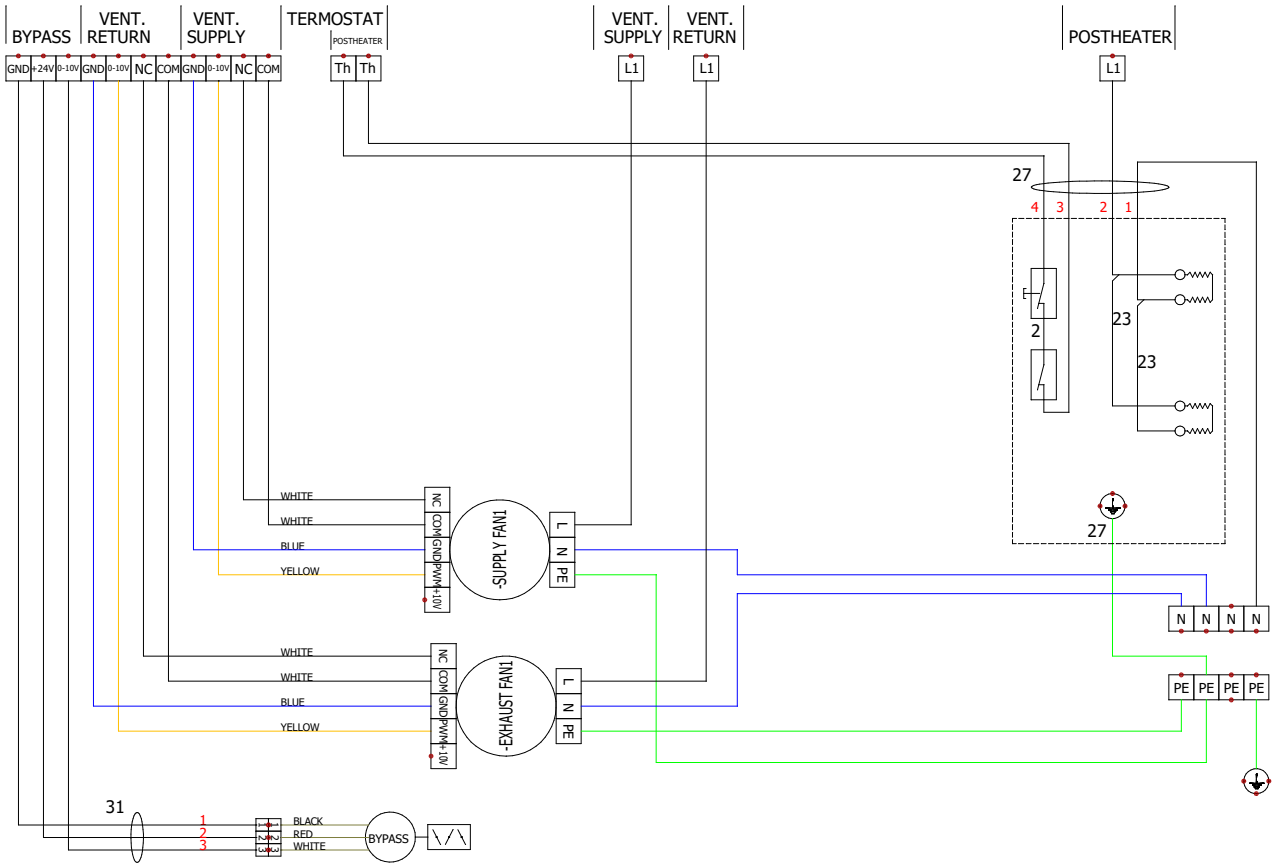 BYPASS
VENT.
RETURN
VENT.
SUPPLY
TERMOSTAT
POSTHEATER
VENT.
SUPPLY
VENT.
RETURN
POSTHEATER
GND +24V 0-10V GND 0-10V NC COM GND 0-10V NC COM
Th Th
L1
L1
L1
27
4 3 2 1
2
23
23
27
WHITE
WHITE
BLUE
YELLOW
NC
COM
GND
PWM
+10V
-SUPPLY FAN1
L
N
PE
WHITE
WHITE
BLUE
YELLOW
NC
COM
GND
PWM
+10V
-EXHAUST FAN1
L
N
PE
N N N N
PE PE PE PE
31
1
2
3
1 1
2 2
3 3
BLACK
RED
WHITE
BYPASS